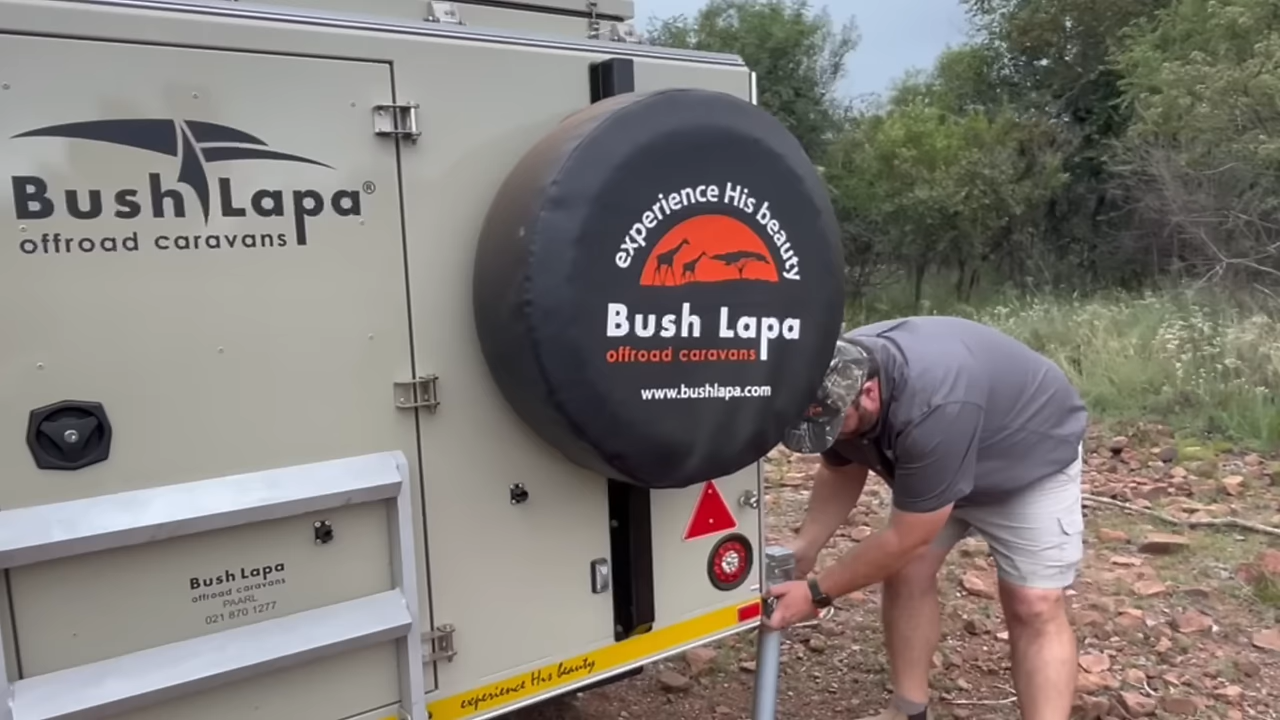 Bush Lapa®
offroad caravans
experience His beauty
Bush Lapa
offroad caravans
www.bushlapa.com
Bush Lapa
offroad caravans
PAARL
021 870 1277
experience His beauty